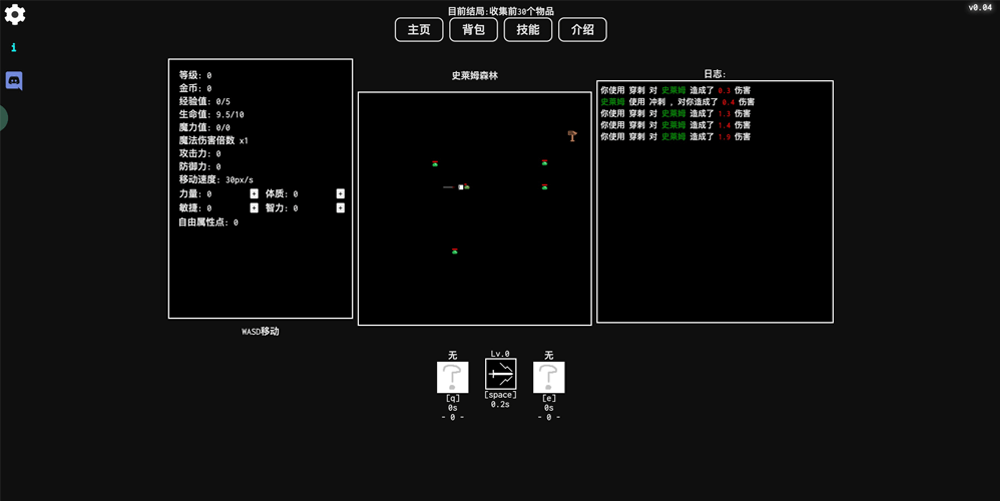 目前结局:收集前30个物品
v0.04
主页 背包 技能 介绍
i
等级: 0
金币: 0
经验值: 0/5
生命值: 9.5/10
魔力值: 0/0
魔法伤害倍数 x1
攻击力: 0
防御力: 0
移动速度: 30px/s
力量: 0 + 体质: 0 +
敏捷: 0 + 智力: 0 +
自由属性点: 0
WASD移动
史莱姆森林
日志:
你使用 穿刺 对 史莱姆 造成了 0.3 伤害
史莱姆 使用 冲刺 , 对你造成了 0.4 伤害
你使用 穿刺 对 史莱姆 造成了 1.3 伤害
你使用 穿刺 对 史莱姆 造成了 1.4 伤害
你使用 穿刺 对 史莱姆 造成了 1.9 伤害
无 Lv.0 无
? ?
[q] [space] [e]
0s 0.2s 0s
- 0 - - 0 -